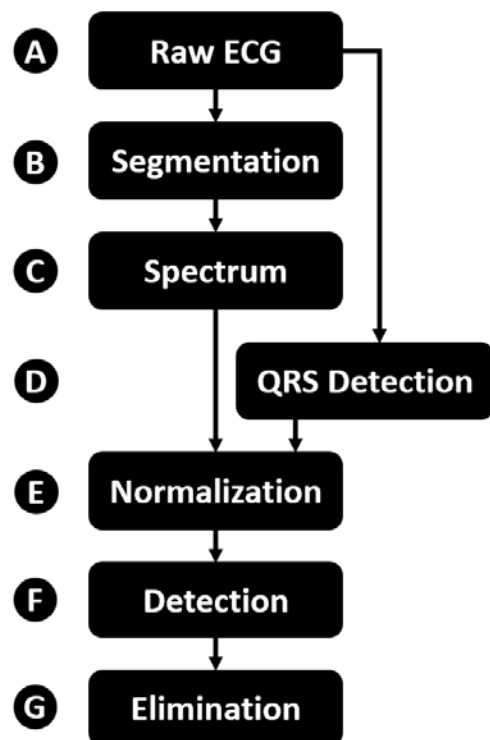 A Raw ECG
B Segmentation
C Spectrum
D QRS Detection
E Normalization
F Detection
G Elimination